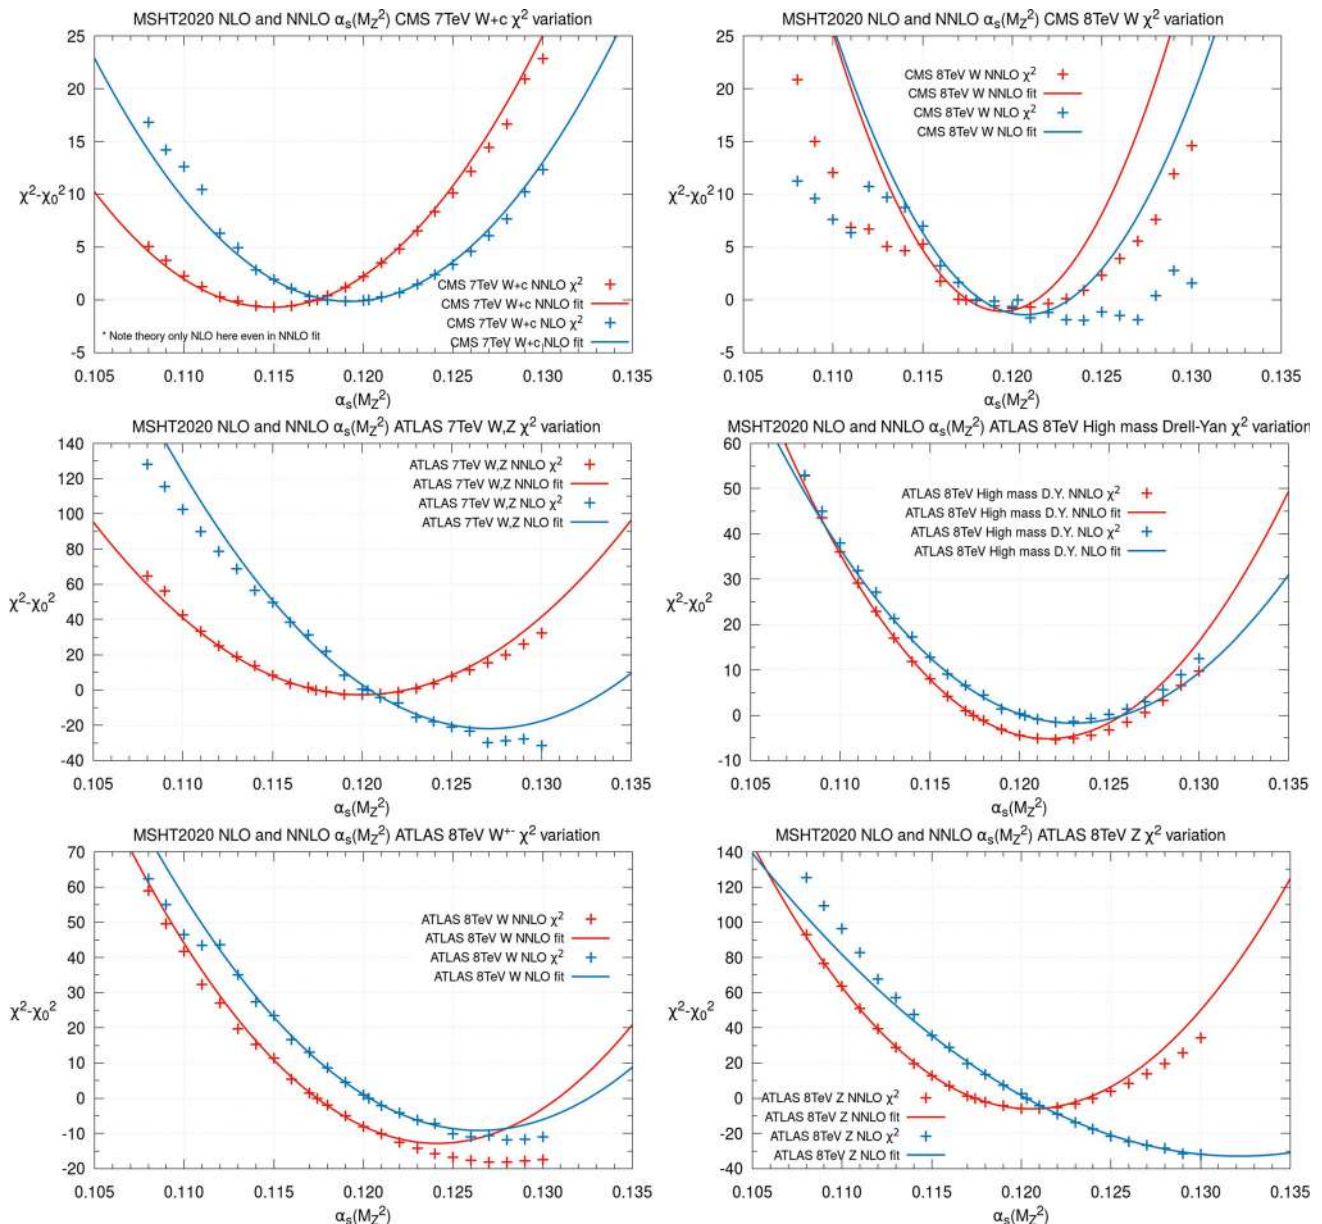 MSHT2020 NLO and NNLO αs(MZ²) CMS 7TeV W+c χ² variation
25
20
15
10
5
0
-5
χ²-χ₀²
CMS 7TeV W+c NNLO χ²
CMS 7TeV W+c NNLO fit
CMS 7TeV W+c NLO χ²
CMS 7TeV W+c NLO fit
* Note theory only NLO here even in NNLO fit
0.105 0.110 0.115 0.120 0.125 0.130 0.135
αs(MZ²)
MSHT2020 NLO and NNLO αs(MZ²) CMS 8TeV W χ² variation
25
20
15
10
5
0
-5
χ²-χ₀²
CMS 8TeV W NNLO χ²
CMS 8TeV W NNLO fit
CMS 8TeV W NLO χ²
CMS 8TeV W NLO fit
0.105 0.110 0.115 0.120 0.125 0.130 0.135
αs(MZ²)
MSHT2020 NLO and NNLO αs(MZ²) ATLAS 7TeV W,Z χ² variation
140
120
100
80
60
40
20
0
-20
-40
χ²-χ₀²
ATLAS 7TeV W,Z NNLO χ²
ATLAS 7TeV W,Z NNLO fit
ATLAS 7TeV W,Z NLO χ²
ATLAS 7TeV W,Z NLO fit
0.105 0.110 0.115 0.120 0.125 0.130 0.135
αs(MZ²)
MSHT2020 NLO and NNLO αs(MZ²) ATLAS 8TeV High mass Drell-Yan χ² variation
60
50
40
30
20
10
0
-10
χ²-χ₀²
ATLAS 8TeV High mass D.Y. NNLO χ²
ATLAS 8TeV High mass D.Y. NNLO fit
ATLAS 8TeV High mass D.Y. NLO χ²
ATLAS 8TeV High mass D.Y. NLO fit
0.105 0.110 0.115 0.120 0.125 0.130 0.135
αs(MZ²)
MSHT2020 NLO and NNLO αs(MZ²) ATLAS 8TeV W⁺⁻ χ² variation
70
60
50
40
30
20
10
0
-10
-20
χ²-χ₀²
ATLAS 8TeV W NNLO χ²
ATLAS 8TeV W NNLO fit
ATLAS 8TeV W NLO χ²
ATLAS 8TeV W NLO fit
0.105 0.110 0.115 0.120 0.125 0.130 0.135
αs(MZ²)
MSHT2020 NLO and NNLO αs(MZ²) ATLAS 8TeV Z χ² variation
140
120
100
80
60
40
20
0
-20
-40
χ²-χ₀²
ATLAS 8TeV Z NNLO χ²
ATLAS 8TeV Z NNLO fit
ATLAS 8TeV Z NLO χ²
ATLAS 8TeV Z NLO fit
0.105 0.110 0.115 0.120 0.125 0.130 0.135
αs(MZ²)